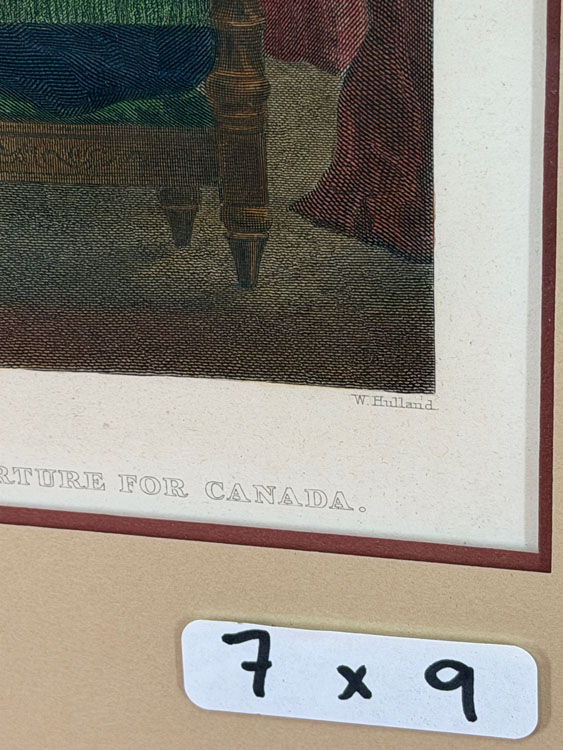 W. Hulland.
RTURE FOR CANADA.
7 x 9